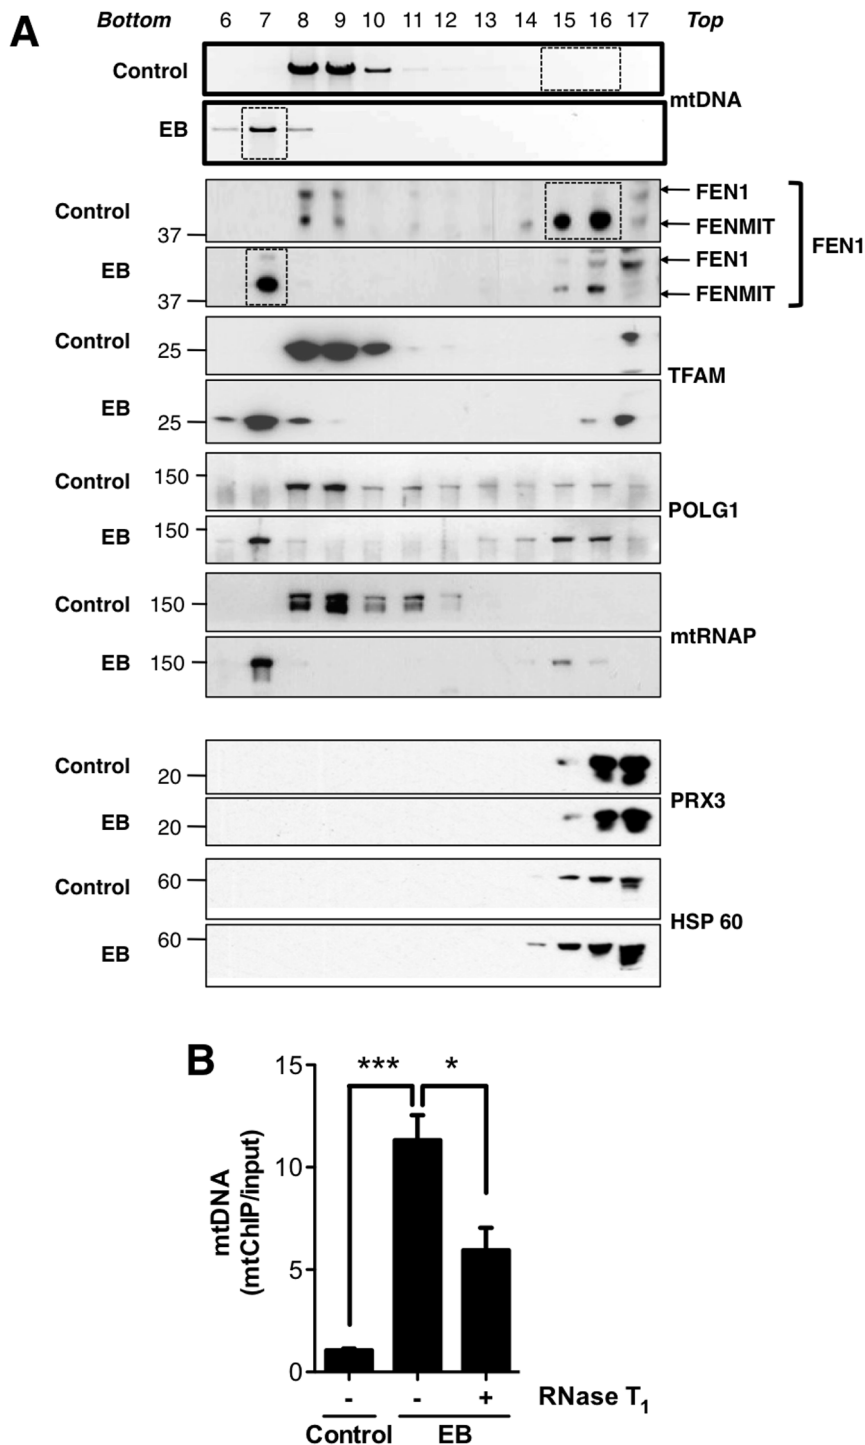 A
Bottom 6 7 8 9 10 11 12 13 14 15 16 17 Top
Control
mtDNA
EB
Control 37
FEN1
FENMIT
EB 37
FEN1
FENMIT
FEN1
Control 25
TFAM
EB 25
Control 150
POLG1
EB 150
Control 150
mtRNAP
EB 150
Control 20
PRX3
EB 20
Control 60
HSP 60
EB 60
B
mtDNA
(mtChIP/input)
15
10
5
0
*** *
- - + RNase T1
Control EB